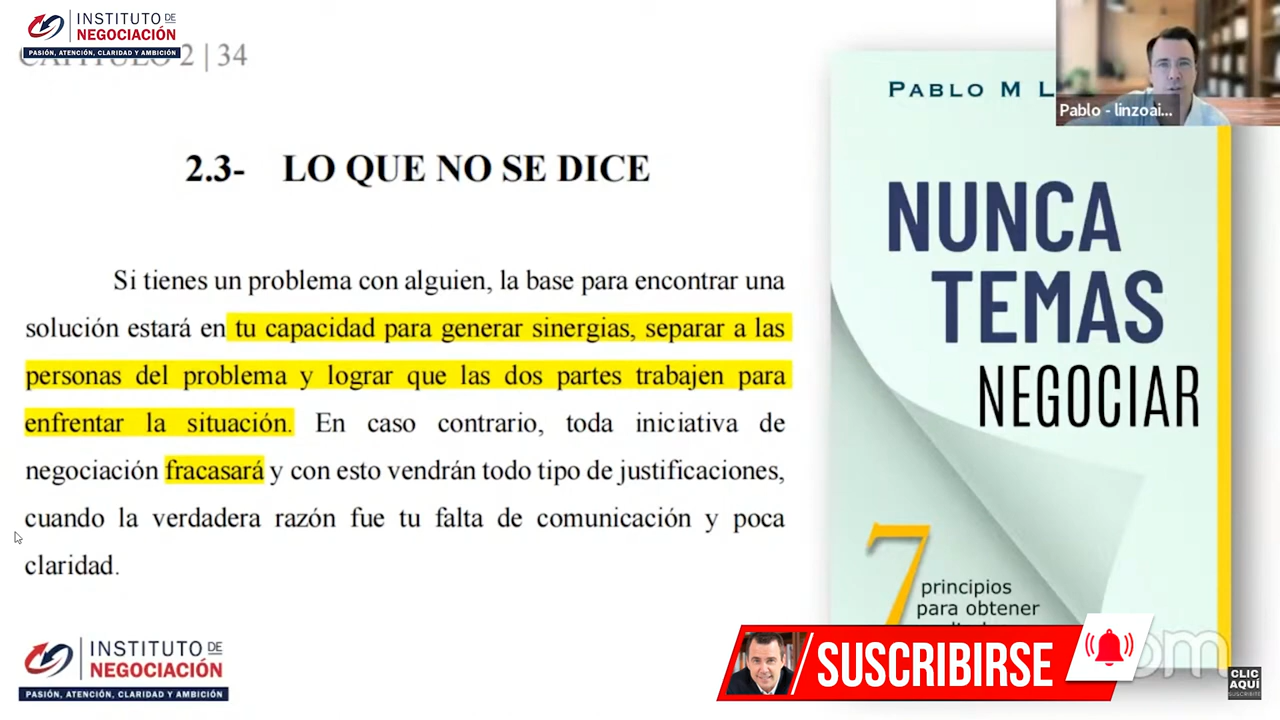 INSTITUTO DE
NEGOCIACIÓN
PASIÓN, ATENCIÓN, CLARIDAD Y AMBICIÓN
CAPÍTULO 2 | 34
2.3- LO QUE NO SE DICE
Si tienes un problema con alguien, la base para encontrar una
solución estará en tu capacidad para generar sinergias, separar a las
personas del problema y lograr que las dos partes trabajen para
enfrentar la situación. En caso contrario, toda iniciativa de
negociación fracasará y con esto vendrán todo tipo de justificaciones,
cuando la verdadera razón fue tu falta de comunicación y poca
claridad.
INSTITUTO DE
NEGOCIACIÓN
PASIÓN, ATENCIÓN, CLARIDAD Y AMBICIÓN
PABLO M L
Pablo - linzoai...
NUNCA
TEMAS
NEGOCIAR
7
principios
para obtener
SUSCRIBIRSE
om
CLIC
AQUÍ
SUSCRIBITE